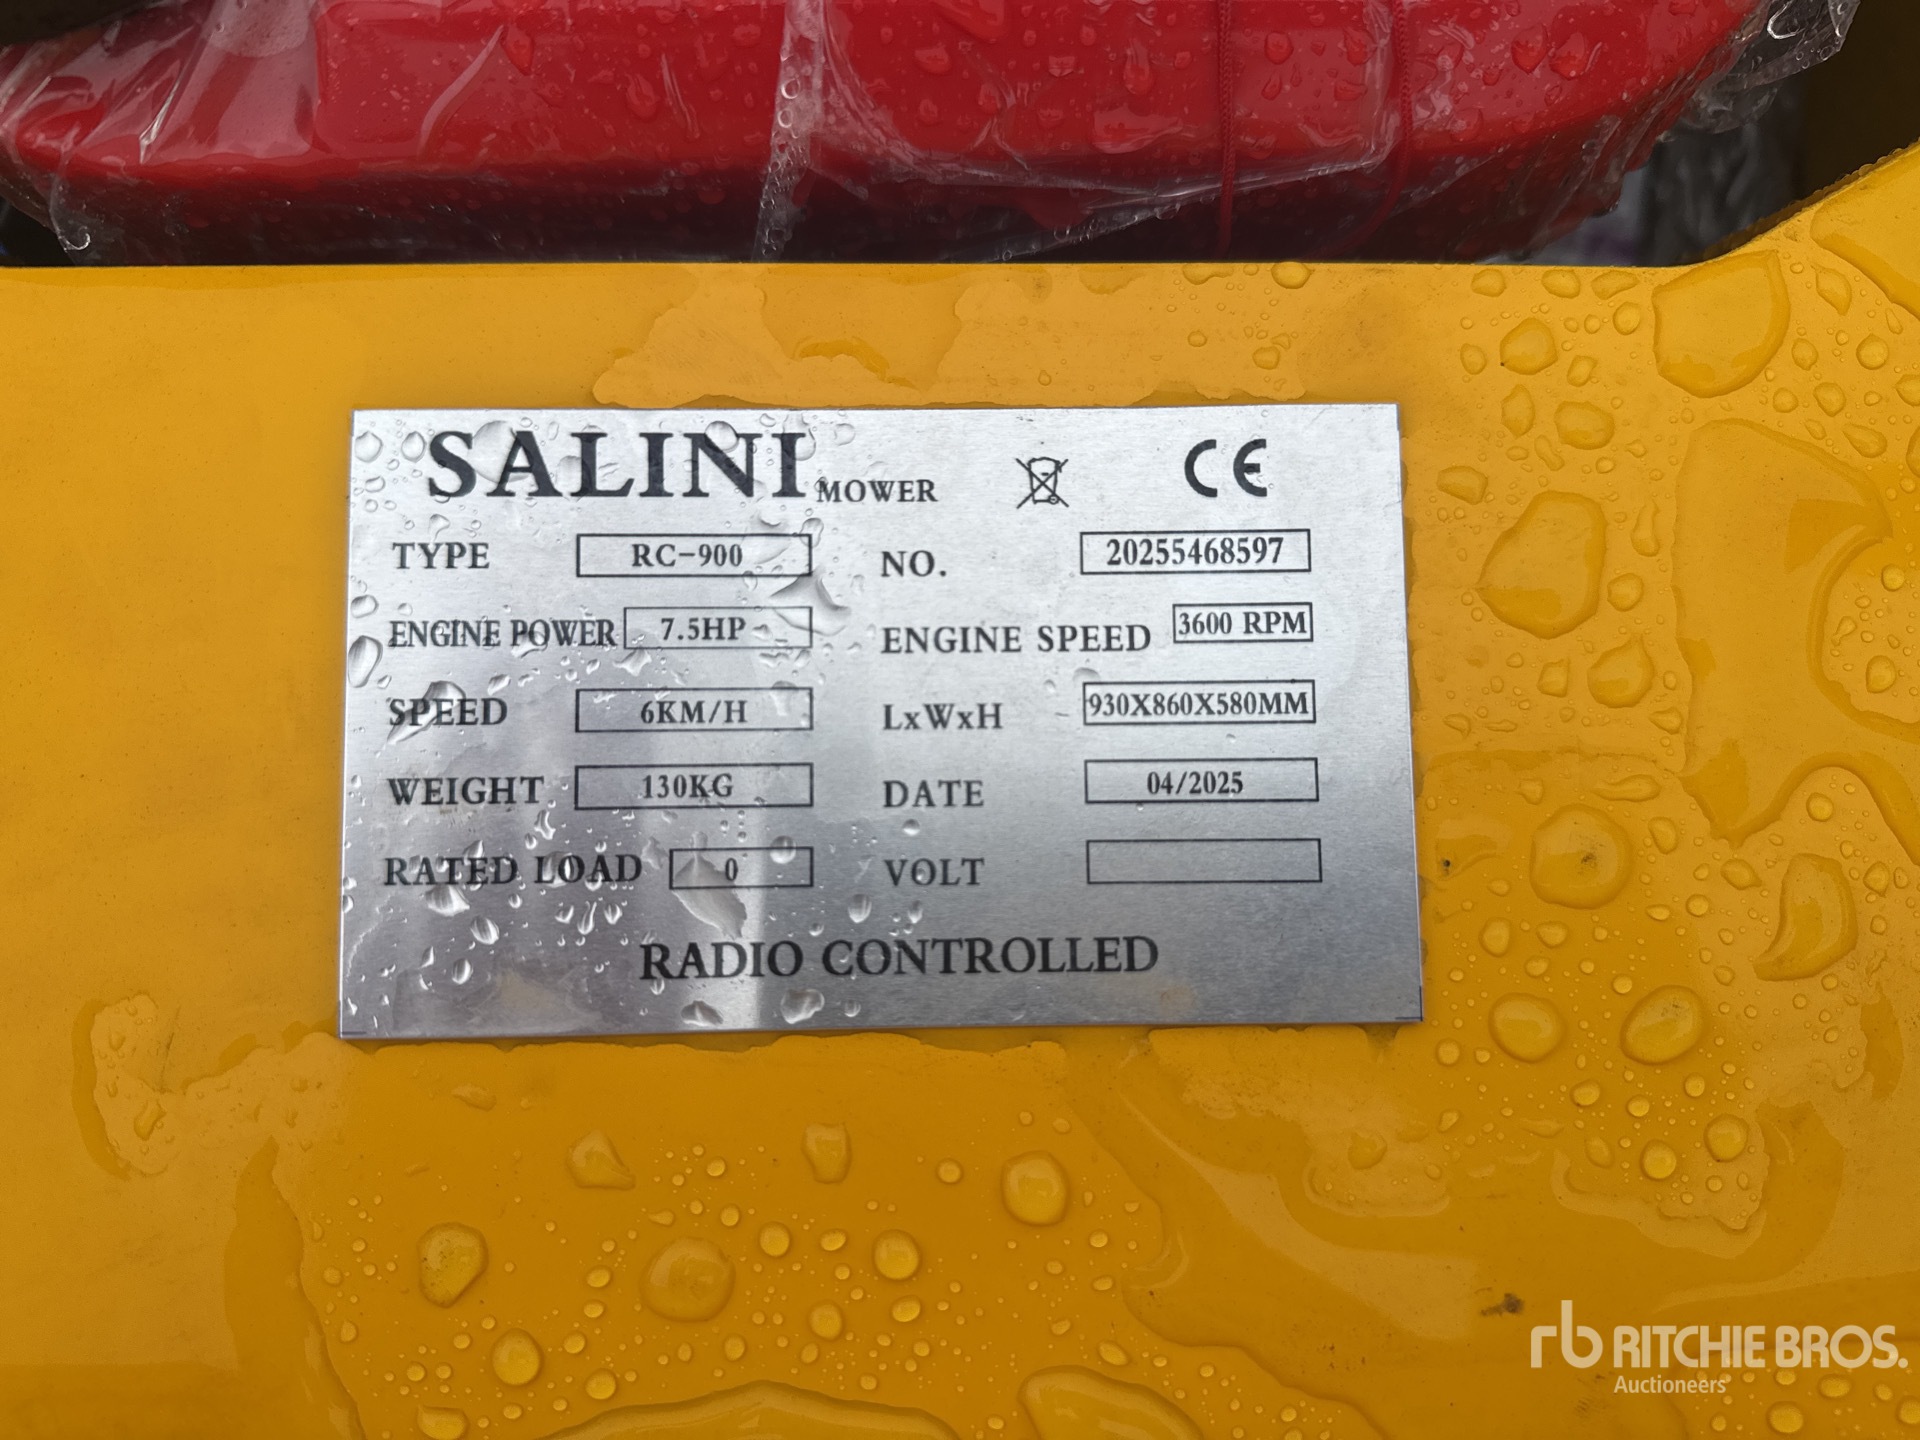 SALINI MOWER CE
TYPE RC-900 NO. 20255468597
ENGINE POWER 7.5HP ENGINE SPEED 3600 RPM
SPEED 6KM/H LxWxH 930X860X580MM
WEIGHT 130KG DATE 04/2025
RATED LOAD 0 VOLT
RADIO CONTROLLED
rb RITCHIE BROS.
Auctioneers